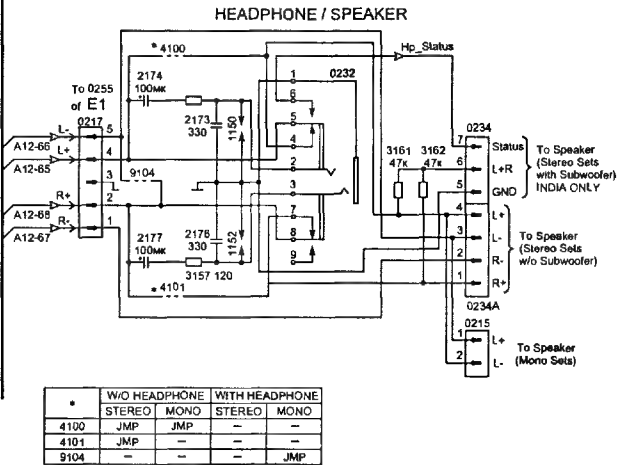 HEADPHONE / SPEAKER
* 4100
Hp_Status
To 0255
of E1
0217
2174
100мк
0232
1
6
5
4
2
3
7
8
9
2173
330
1150
L-
5
A12-66
L+
4
A12-65
9104
3
R+
2
A12-68
R-
1
A12-67
2177
100мк
2178
330
1152
3157 120
* 4101
3161
47к
3162
47к
0234
7 Status
6 L+R
5 GND
To Speaker
(Stereo Sets
with Subwoofer)
INDIA ONLY
4 L+
3 L-
2 R-
1 R+
To Speaker
(Stereo Sets
w/o Subwoofer)
0234A
0215
1 L+
2 L-
To Speaker
(Mono Sets)
* W/O HEADPHONE WITH HEADPHONE
STEREO MONO STEREO MONO
4100 JMP JMP – –
4101 JMP – – –
9104 – – – JMP